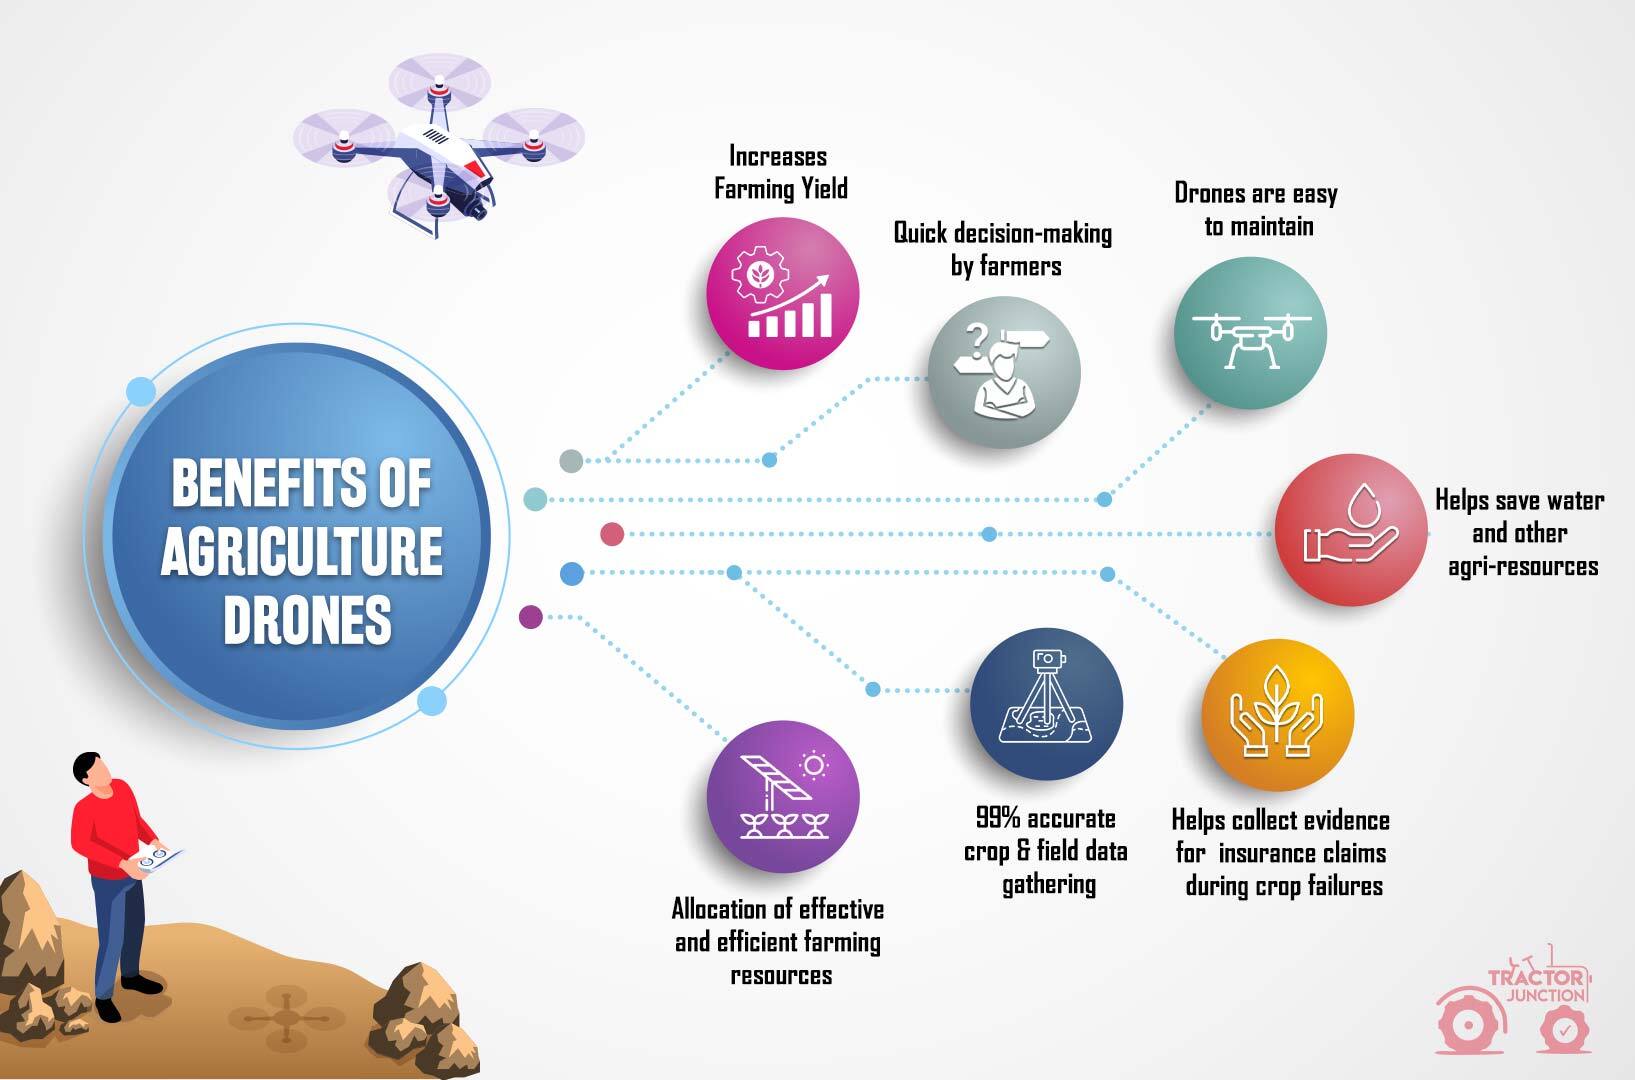 BENEFITS OF
AGRICULTURE
DRONES
Increases
Farming Yield
Quick decision-making
by farmers
?
Drones are easy
to maintain
Helps save water
and other
agri-resources
Helps collect evidence
for insurance claims
during crop failures
99% accurate
crop & field data
gathering
Allocation of effective
and efficient farming
resources
TRACTOR
JUNCTION